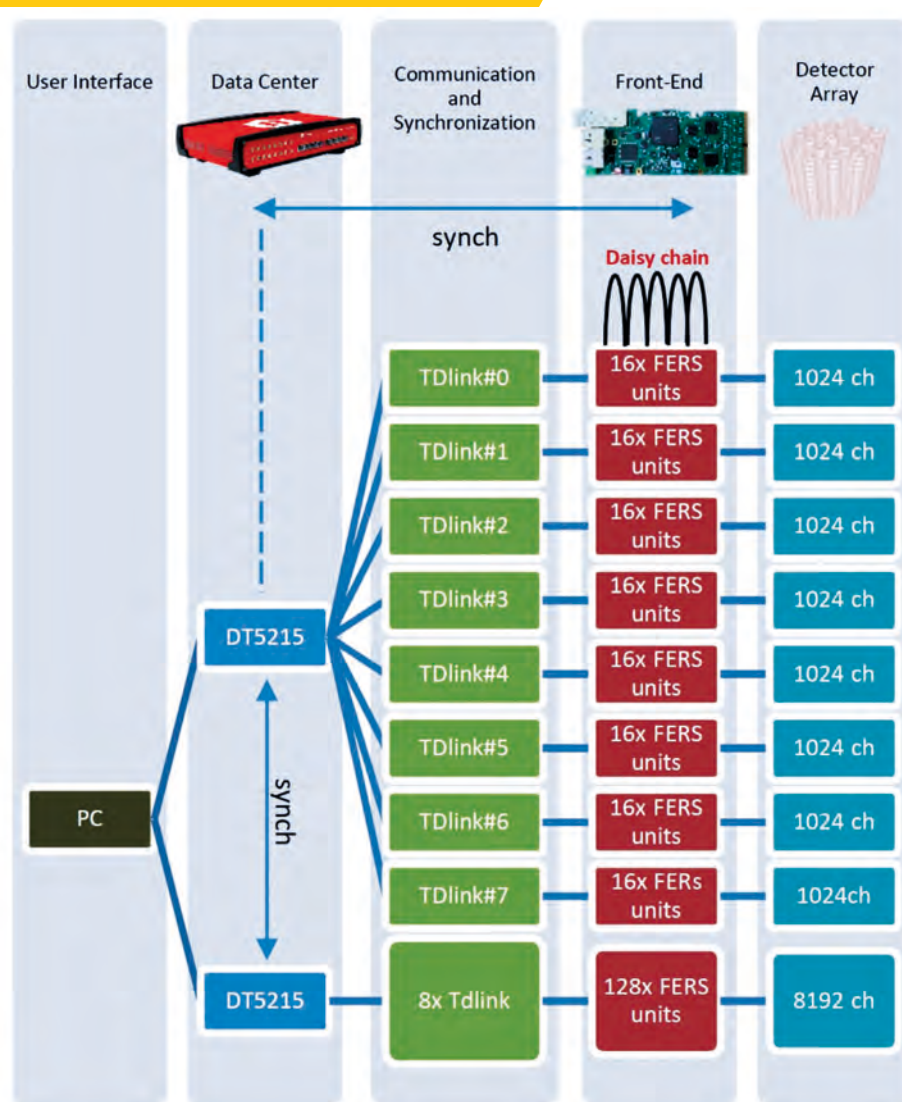 User Interface
Data Center
Communication
and
Synchronization
Front-End
Detector
Array
synch
Daisy chain
TDlink#0
16x FERS
units
1024 ch
TDlink#1
16x FERS
units
1024 ch
TDlink#2
16x FERS
units
1024 ch
TDlink#3
16x FERS
units
1024 ch
DT5215
TDlink#4
16x FERS
units
1024 ch
synch
TDlink#5
16x FERS
units
1024 ch
PC
TDlink#6
16x FERS
units
1024 ch
TDlink#7
16x FERs
units
1024ch
DT5215
8x Tdlink
128x FERS
units
8192 ch